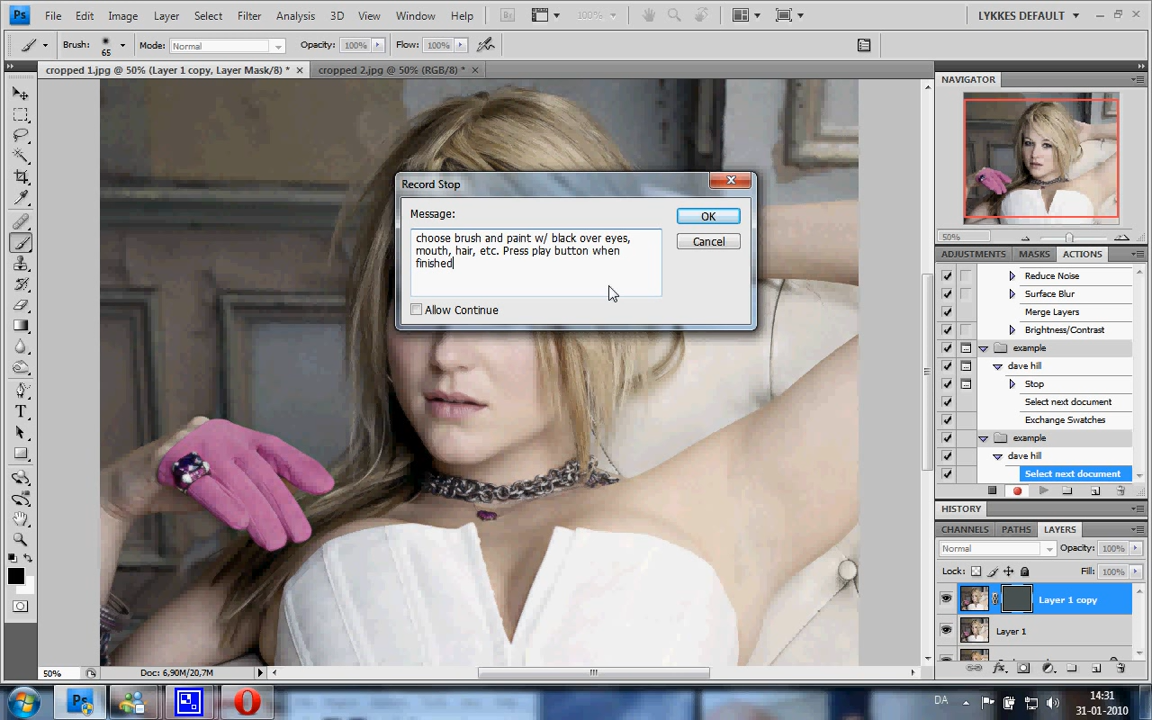 Ps File Edit Image Layer Select Filter Analysis 3D View Window Help Br 100% LYKKES DEFAULT
Brush: 65 Mode: Normal Opacity: 100% Flow: 100%
cropped 1.jpg @ 50% (Layer 1 copy, Layer Mask/8) * cropped 2.jpg @ 50% (RGB/8) *
NAVIGATOR
50%
ADJUSTMENTS MASKS ACTIONS
Reduce Noise
Surface Blur
Merge Layers
Brightness/Contrast
example
dave hill
Stop
Select next document
Exchange Swatches
example
dave hill
Select next document
HISTORY
CHANNELS PATHS LAYERS
Normal Opacity: 100%
Lock: Fill: 100%
Layer 1 copy
Layer 1
Record Stop
Message:
choose brush and paint w/ black over eyes,
mouth, hair, etc. Press play button when
finished
OK
Cancel
Allow Continue
T
50% Doc: 6,90M/20,7M
Ps
DA 14:31
31-01-2010